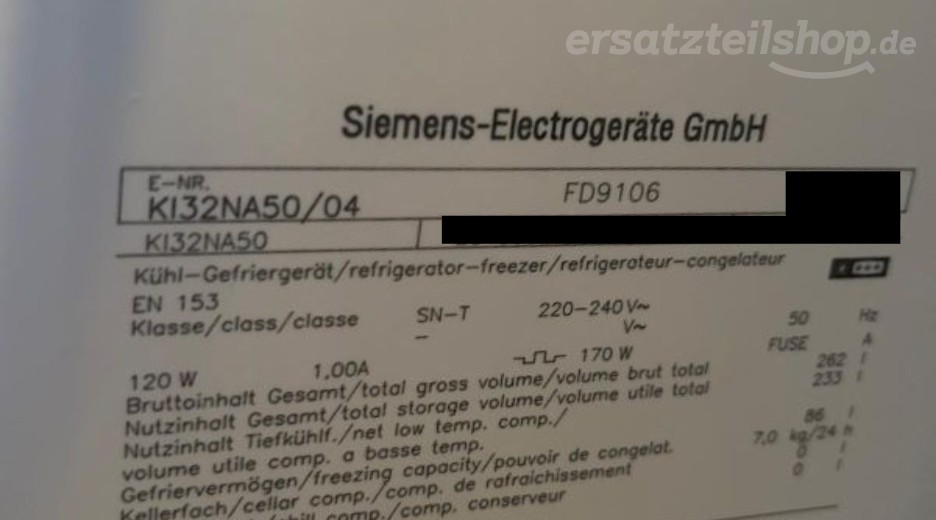 ersatzteilshop.de
Siemens-Electrogeräte GmbH
E-NR. FD9106
KI32NA50/04
KI32NA50
Kühl-Gefriergerät/refrigerator-freezer/refrigerateur-congelateur
EN 153
Klasse/class/classe SN-T 220-240V~ 50 Hz
– V~ FUSE A
120 W 1,00A 170 W
Bruttoinhalt Gesamt/total gross volume/volume brut total 262 l
Nutzinhalt Gesamt/total storage volume/volume utile total 233 l
Nutzinhalt Tiefkühlf./net low temp. comp./
volume utile comp. a basse temp. 86 l
Gefriervermögen/freezing capacity/pouvoir de congelat. 7,0 kg/24 h
Kellerfach/cellar comp./comp. de rafraichissement 0 l
comp./comp. conserveur 0 l